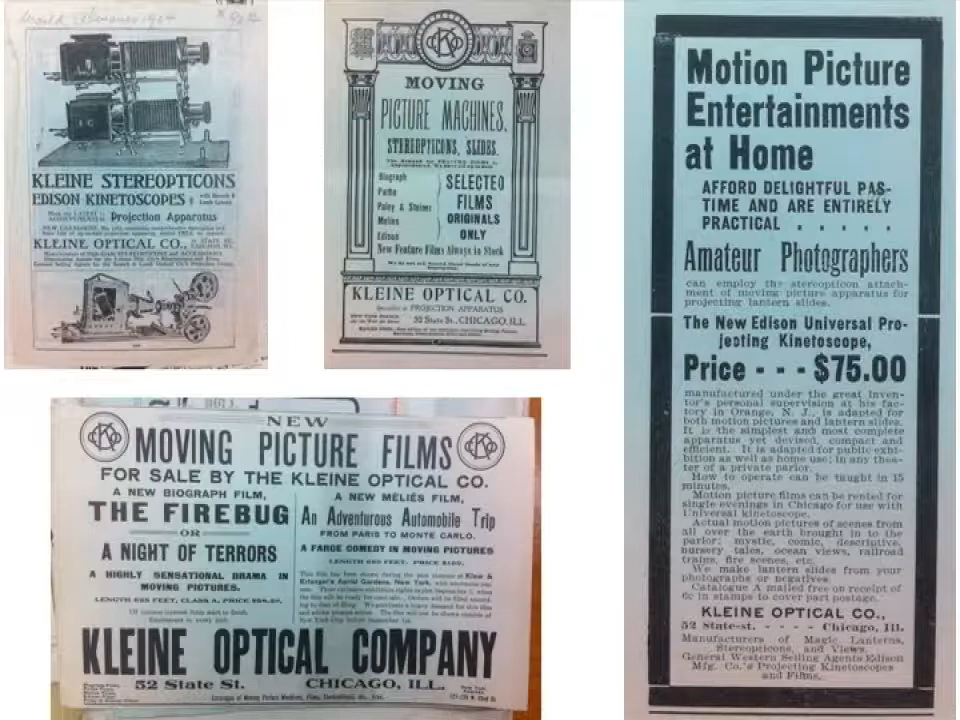 KLEINE STEREOPTICONS
EDISON KINETOSCOPES
Projection Apparatus
KLEINE OPTICAL CO.,
MOVING
PICTURE MACHINES,
STEREOPTICONS, SLIDES.
Biograph
Pathe
Paley & Steiner
Melies
Edison
SELECTED
FILMS
ORIGINALS
ONLY
New Feature Films Always in Stock
KLEINE OPTICAL CO.
PROJECTION APPARATUS
52 State St., CHICAGO, ILL.
NEW
MOVING PICTURE FILMS
FOR SALE BY THE KLEINE OPTICAL CO.
A NEW BIOGRAPH FILM,
THE FIREBUG
OR
A NIGHT OF TERRORS
A HIGHLY SENSATIONAL DRAMA IN
MOVING PICTURES.
A NEW MÉLIÈS FILM,
An Adventurous Automobile Trip
FROM PARIS TO MONTE CARLO.
A FARCE COMEDY IN MOVING PICTURES
KLEINE OPTICAL COMPANY
52 State St. CHICAGO, ILL.
Motion Picture
Entertainments
at Home
AFFORD DELIGHTFUL PAS-
TIME AND ARE ENTIRELY
PRACTICAL . . . . .
Amateur Photographers
can employ the stereopticon attach-
ment of moving picture apparatus for
projecting lantern slides.
The New Edison Universal Pro-
jecting Kinetoscope,
Price - - - $75.00
manufactured under the great inven-
tor's personal supervision at his fac-
tory in Orange, N. J., is adapted for
both motion pictures and lantern slides.
It is the simplest and most complete
apparatus yet devised, compact and
efficient. It is adapted for public exhi-
bition as well as home use; in any thea-
ter of a private parlor.
How to operate can be taught in 15
minutes.
Motion picture films can be rented for
single evenings in Chicago for use with
Universal kinetoscope.
Actual motion pictures of scenes from
all over the earth brought in to the
parlor; mystic, comic, descriptive,
nursery tales, ocean views, railroad
trains, fire scenes, etc.
We make lantern slides from your
photographs or negatives.
Catalogue A mailed free on receipt of
6c in stamps to cover part postage.
KLEINE OPTICAL CO.,
52 State-st. - - - - Chicago, Ill.
Manufacturers of Magic Lanterns,
Stereopticons, and Views.
General Western Selling Agents Edison
Mfg. Co.'s Projecting Kinetoscopes
and Films.